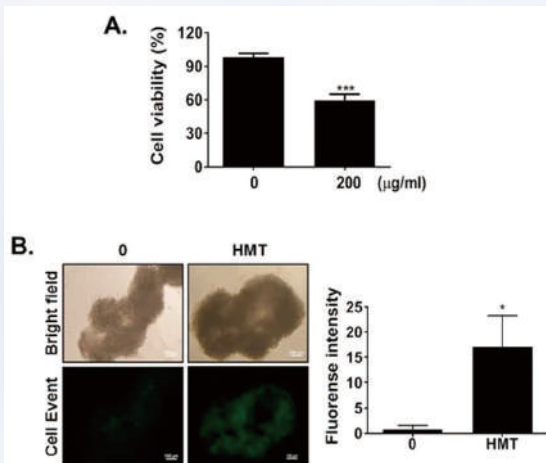 A.
Cell viability (%)
120
90
60
30
0
***
0
200
(μg/ml)
B.
0
HMT
Bright field
Cell Event
Fluorense intensity
25
20
15
10
5
0
*
0
HMT